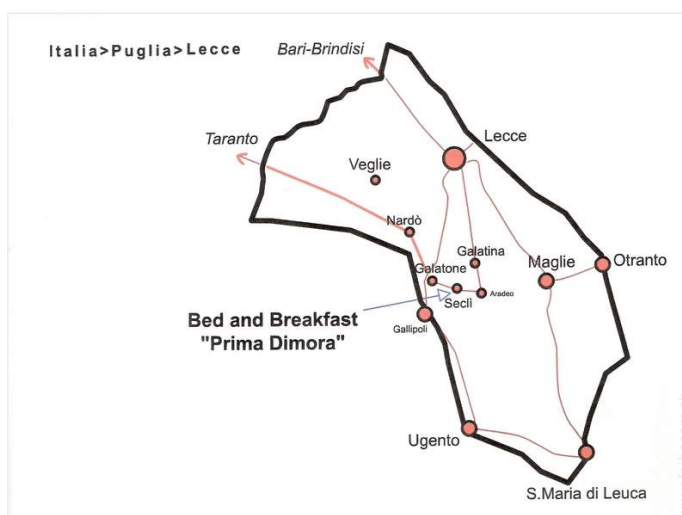 Italia>Puglia>Lecce
Bari-Brindisi
Lecce
Taranto
Veglie
Nardò
Galatina
Galatone
Maglie
Otranto
Seclì
Aradeo
Bed and Breakfast
"Prima Dimora"
Gallipoli
Ugento
S.Maria di Leuca